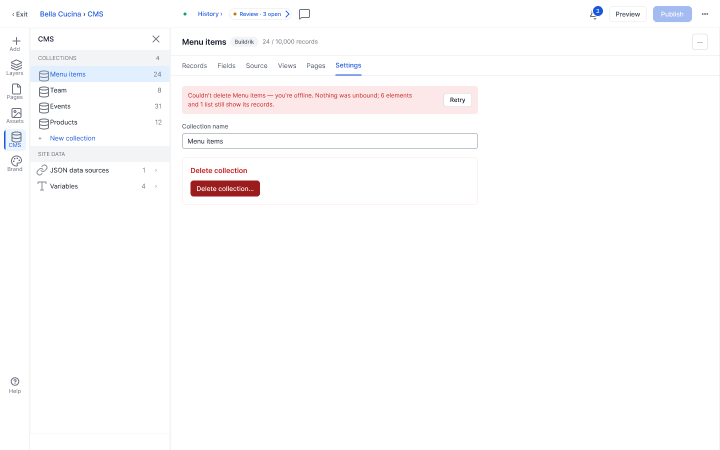 ‹ Exit
Bella Cucina › CMS
History ›
Review · 3 open
3
Preview
Publish
Add
Layers
Pages
Assets
CMS
Brand
Help
CMS
COLLECTIONS 4
Menu items 24
Team 8
Events 31
Products 12
+ New collection
SITE DATA
JSON data sources 1
Variables 4
Menu items Buildrik 24 / 10,000 records
Records Fields Source Views Pages Settings
Couldn't delete Menu items — you're offline. Nothing was unbound; 6 elements
and 1 list still show its records.
Retry
Collection name
Menu items
Delete collection
Delete collection...